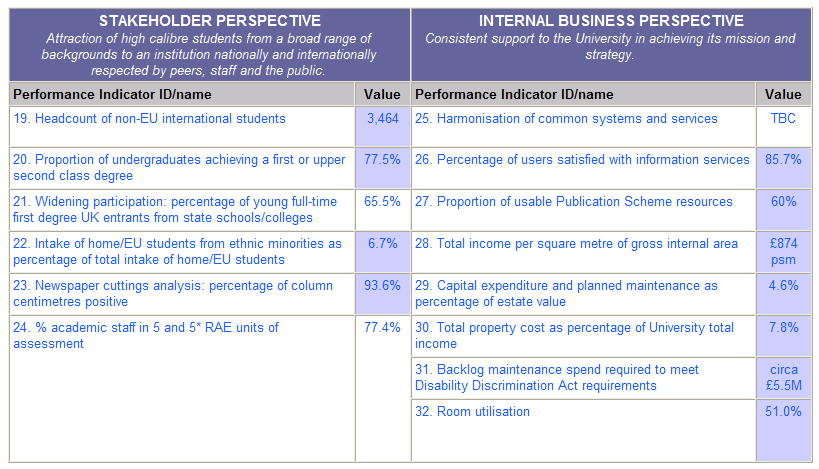 STAKEHOLDER PERSPECTIVE
Attraction of high calibre students from a broad range of
backgrounds to an institution nationally and internationally
respected by peers, staff and the public.
INTERNAL BUSINESS PERSPECTIVE
Consistent support to the University in achieving its mission and
strategy.
Performance Indicator ID/name Value
19. Headcount of non-EU international students 3,464
20. Proportion of undergraduates achieving a first or upper 77.5%
second class degree
21. Widening participation: percentage of young full-time 65.5%
first degree UK entrants from state schools/colleges
22. Intake of home/EU students from ethnic minorities as 6.7%
percentage of total intake of home/EU students
23. Newspaper cuttings analysis: percentage of column 93.6%
centimetres positive
24. % academic staff in 5 and 5* RAE units of 77.4%
assessment
Performance Indicator ID/name Value
25. Harmonisation of common systems and services TBC
26. Percentage of users satisfied with information services 85.7%
27. Proportion of usable Publication Scheme resources 60%
28. Total income per square metre of gross internal area £874
psm
29. Capital expenditure and planned maintenance as 4.6%
percentage of estate value
30. Total property cost as percentage of University total 7.8%
income
31. Backlog maintenance spend required to meet circa
Disability Discrimination Act requirements £5.5M
32. Room utilisation 51.0%